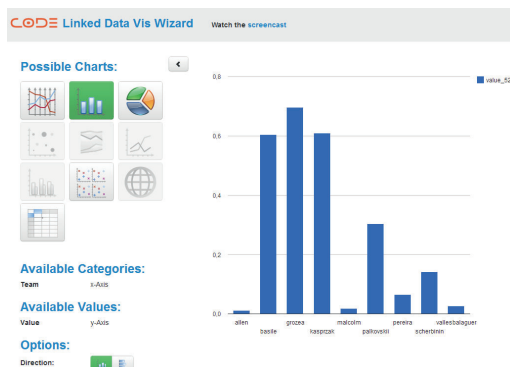 CODE Linked Data Vis Wizard Watch the screencast
Possible Charts:
Available Categories:
Team x-Axis
Available Values:
Value y-Axis
Options:
Direction:
0,8
0,6
0,4
0,2
0,0
value_52
allen grozea malcolm pereira vallesbalaguer
basile kasprzak palkovskii scherbinin